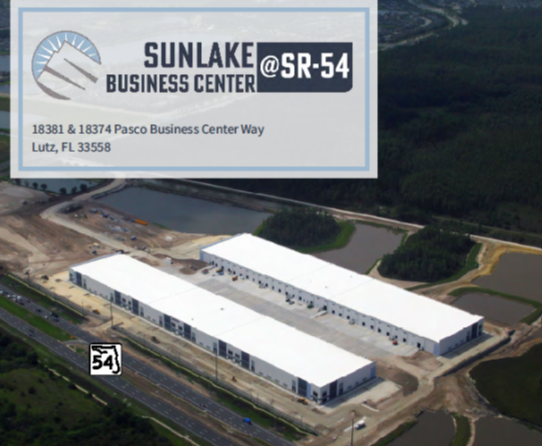 SUNLAKE
BUSINESS CENTER @SR-54
18381 & 18374 Pasco Business Center Way
Lutz, FL 33558
54